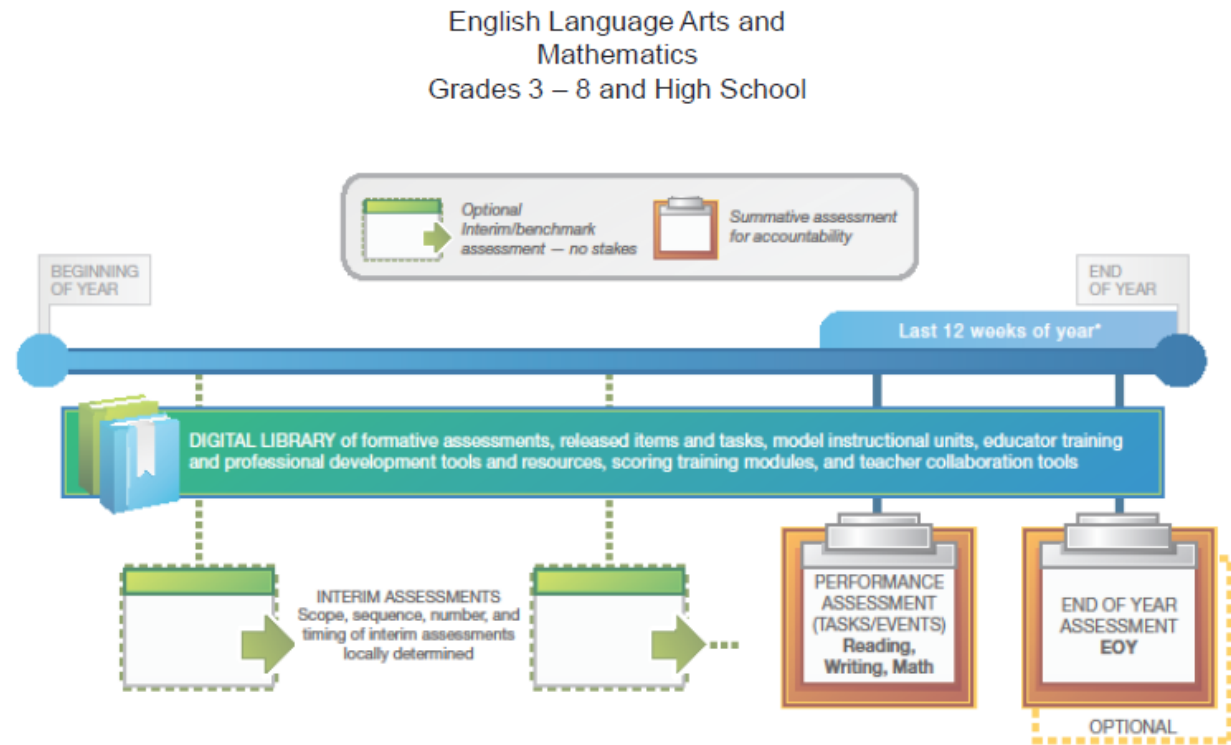 English Language Arts and
Mathematics
Grades 3 – 8 and High School
Optional
Interim/benchmark
assessment — no stakes
Summative assessment
for accountability
BEGINNING
OF YEAR
END
OF YEAR
Last 12 weeks of year*
DIGITAL LIBRARY of formative assessments, released items and tasks, model instructional units, educator training
and professional development tools and resources, scoring training modules, and teacher collaboration tools
INTERIM ASSESSMENTS
Scope, sequence, number, and
timing of interim assessments
locally determined
PERFORMANCE
ASSESSMENT
(TASKS/EVENTS)
Reading,
Writing, Math
END OF YEAR
ASSESSMENT
EOY
OPTIONAL